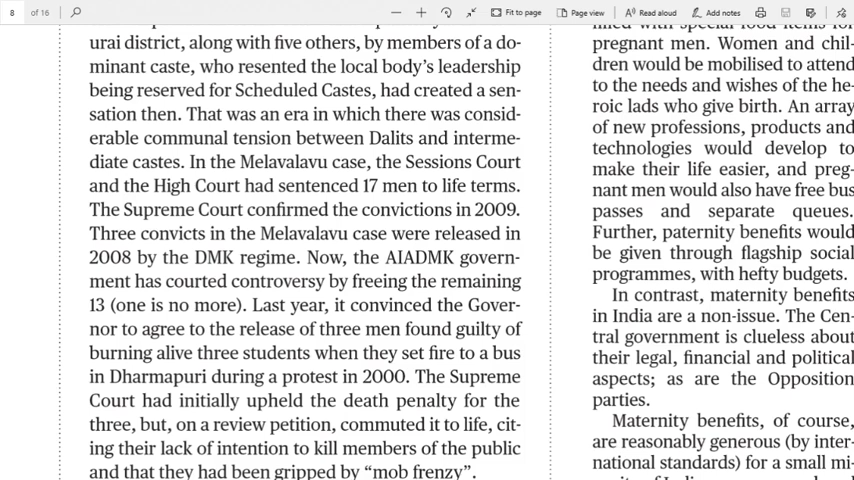 8 of 16
Fit to page
Page view
Read aloud
Add notes
urai district, along with five others, by members of a do-
minant caste, who resented the local body's leadership
being reserved for Scheduled Castes, had created a sen-
sation then. That was an era in which there was consid-
erable communal tension between Dalits and interme-
diate castes. In the Melavalavu case, the Sessions Court
and the High Court had sentenced 17 men to life terms.
The Supreme Court confirmed the convictions in 2009.
Three convicts in the Melavalavu case were released in
2008 by the DMK regime. Now, the AIADMK govern-
ment has courted controversy by freeing the remaining
13 (one is no more). Last year, it convinced the Gover-
nor to agree to the release of three men found guilty of
burning alive three students when they set fire to a bus
in Dharmapuri during a protest in 2000. The Supreme
Court had initially upheld the death penalty for the
three, but, on a review petition, commuted it to life, cit-
ing their lack of intention to kill members of the public
and that they had been gripped by “mob frenzy”.
filled with special food items for
pregnant men. Women and chil-
dren would be mobilised to attend
to the needs and wishes of the he-
roic lads who give birth. An array
of new professions, products and
technologies would develop to
make their life easier, and preg-
nant men would also have free bus
passes and separate queues.
Further, paternity benefits would
be given through flagship social
programmes, with hefty budgets.
In contrast, maternity benefits
in India are a non-issue. The Cen-
tral government is clueless about
their legal, financial and political
aspects; as are the Opposition
parties.
Maternity benefits, of course,
are reasonably generous (by inter-
national standards) for a small mi-